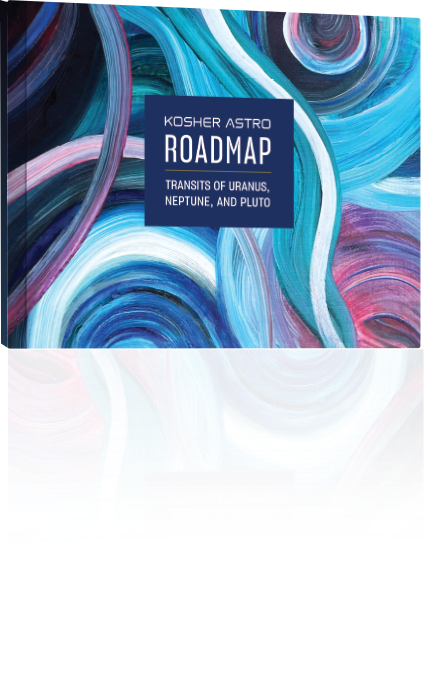 KOSHER ASTRO
ROADMAP
TRANSITS OF URANUS,
NEPTUNE, AND PLUTO